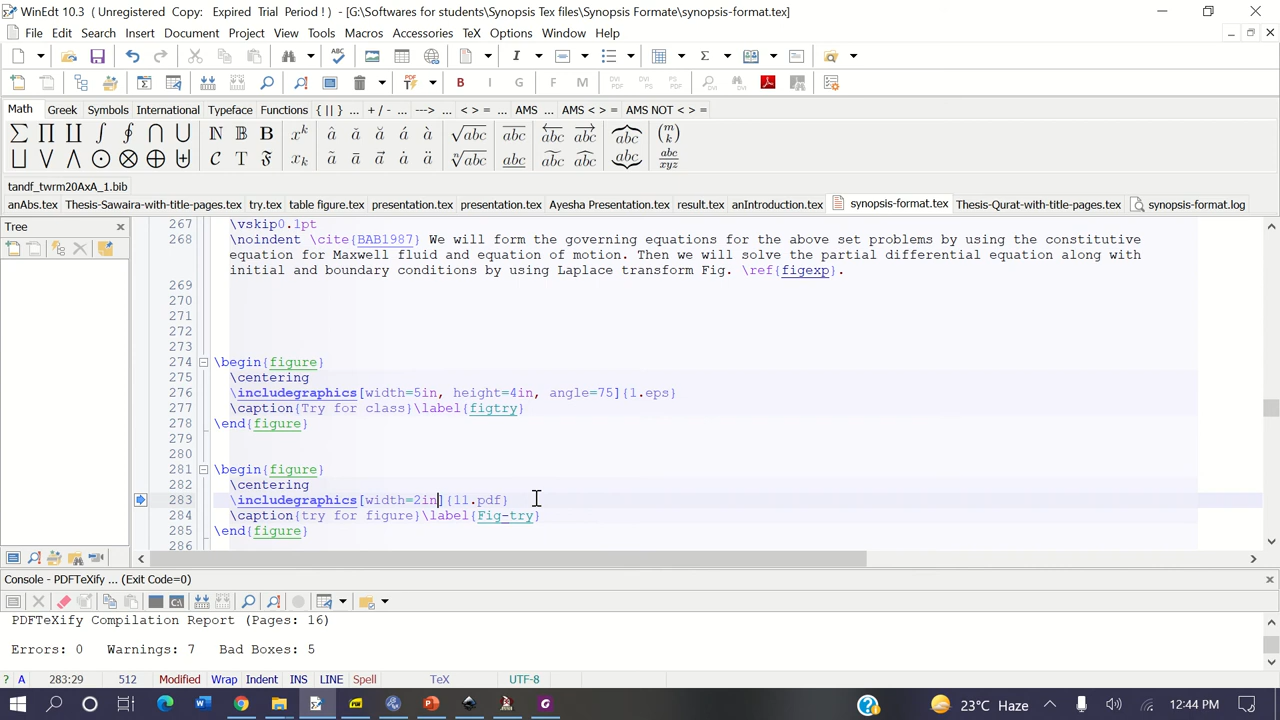 WinEdt 10.3 (Unregistered Copy: Expired Trial Period ! ) - [G:\Softwares for students\Synopsis Tex files\Synopsis Formate\synopsis-format.tex]
File Edit Search Insert Document Project View Tools Macros Accessories TeX Options Window Help
Math Greek Symbols International Typeface Functions { || } ... + / - ... ---> ... < > = ... AMS ... AMS < > = AMS NOT < > =
tandf_twrm20AxA_1.bib
anAbs.tex Thesis-Sawaira-with-title-pages.tex try.tex table figure.tex presentation.tex presentation.tex Ayesha Presentation.tex result.tex anIntroduction.tex synopsis-format.tex Thesis-Qurat-with-title-pages.tex synopsis-format.log
Tree
267 \vskip0.1pt
268 \noindent \cite{BAB1987} We will form the governing equations for the above set problems by using the constitutive
equation for Maxwell fluid and equation of motion. Then we will solve the partial differential equation along with
initial and boundary conditions by using Laplace transform Fig. \ref{figexp}.
269
270
271
272
273
274 \begin{figure}
275 \centering
276 \includegraphics[width=5in, height=4in, angle=75]{1.eps}
277 \caption{Try for class}\label{figtry}
278 \end{figure}
279
280
281 \begin{figure}
282 \centering
283 \includegraphics[width=2in]{11.pdf}
284 \caption{try for figure}\label{Fig-try}
285 \end{figure}
286
Console - PDFTeXify ... (Exit Code=0)
PDFTeXify Compilation Report (Pages: 16)
Errors: 0 Warnings: 7 Bad Boxes: 5
? A 283:29 512 Modified Wrap Indent INS LINE Spell TeX UTF-8
23°C Haze 12:44 PM